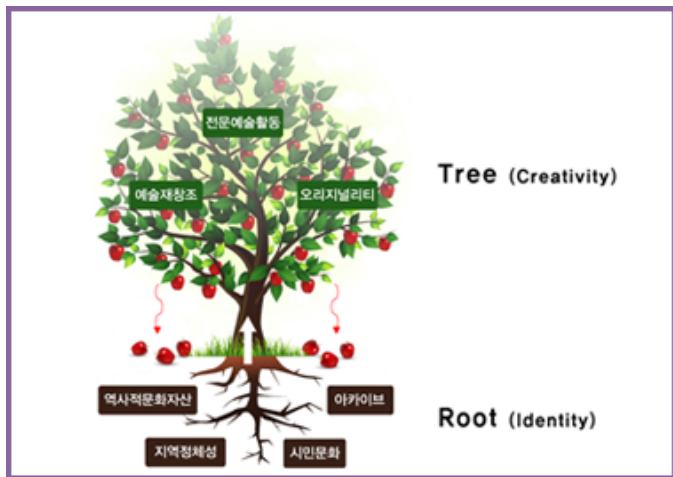 전문예술활동
예술재창조
오리지널리티
Tree (Creativity)
역사적문화자산
아카이브
지역정체성
시민문화
Root (Identity)